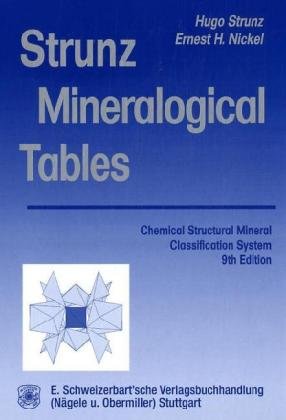 Hugo Strunz
Ernest H. Nickel
Strunz
Mineralogical
Tables
Chemical Structural Mineral
Classification System
9th Edition
E. Schweizerbart'sche Verlagsbuchhandlung
(Nägele u. Obermiller) Stuttgart